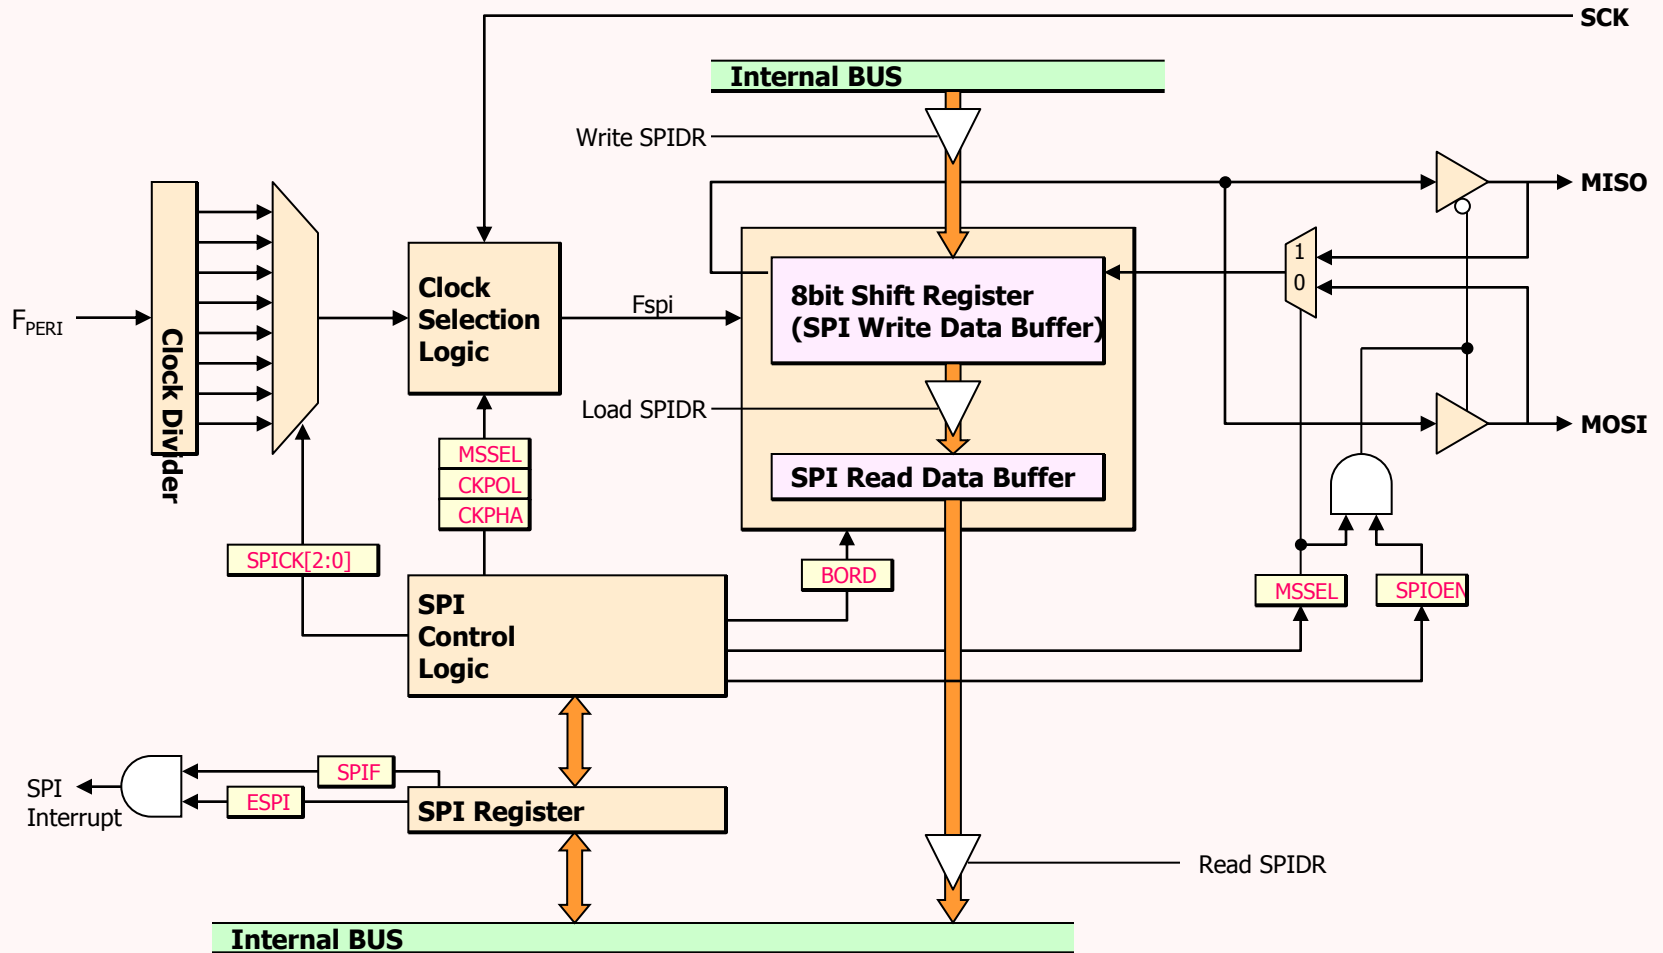 SCK
Internal BUS
Write SPIDR
MISO
Clock
Selection
Logic
1
0
8bit Shift Register
(SPI Write Data Buffer)
Fspi
FPERI
Clock Divider
Load SPIDR
MOSI
MSSEL
CKPOL
CKPHA
SPI Read Data Buffer
SPICK[2:0]
BORD
MSSEL
SPIOEN
SPI
Control
Logic
SPIF
ESPI
SPI
Interrupt
SPI Register
Read SPIDR
Internal BUS